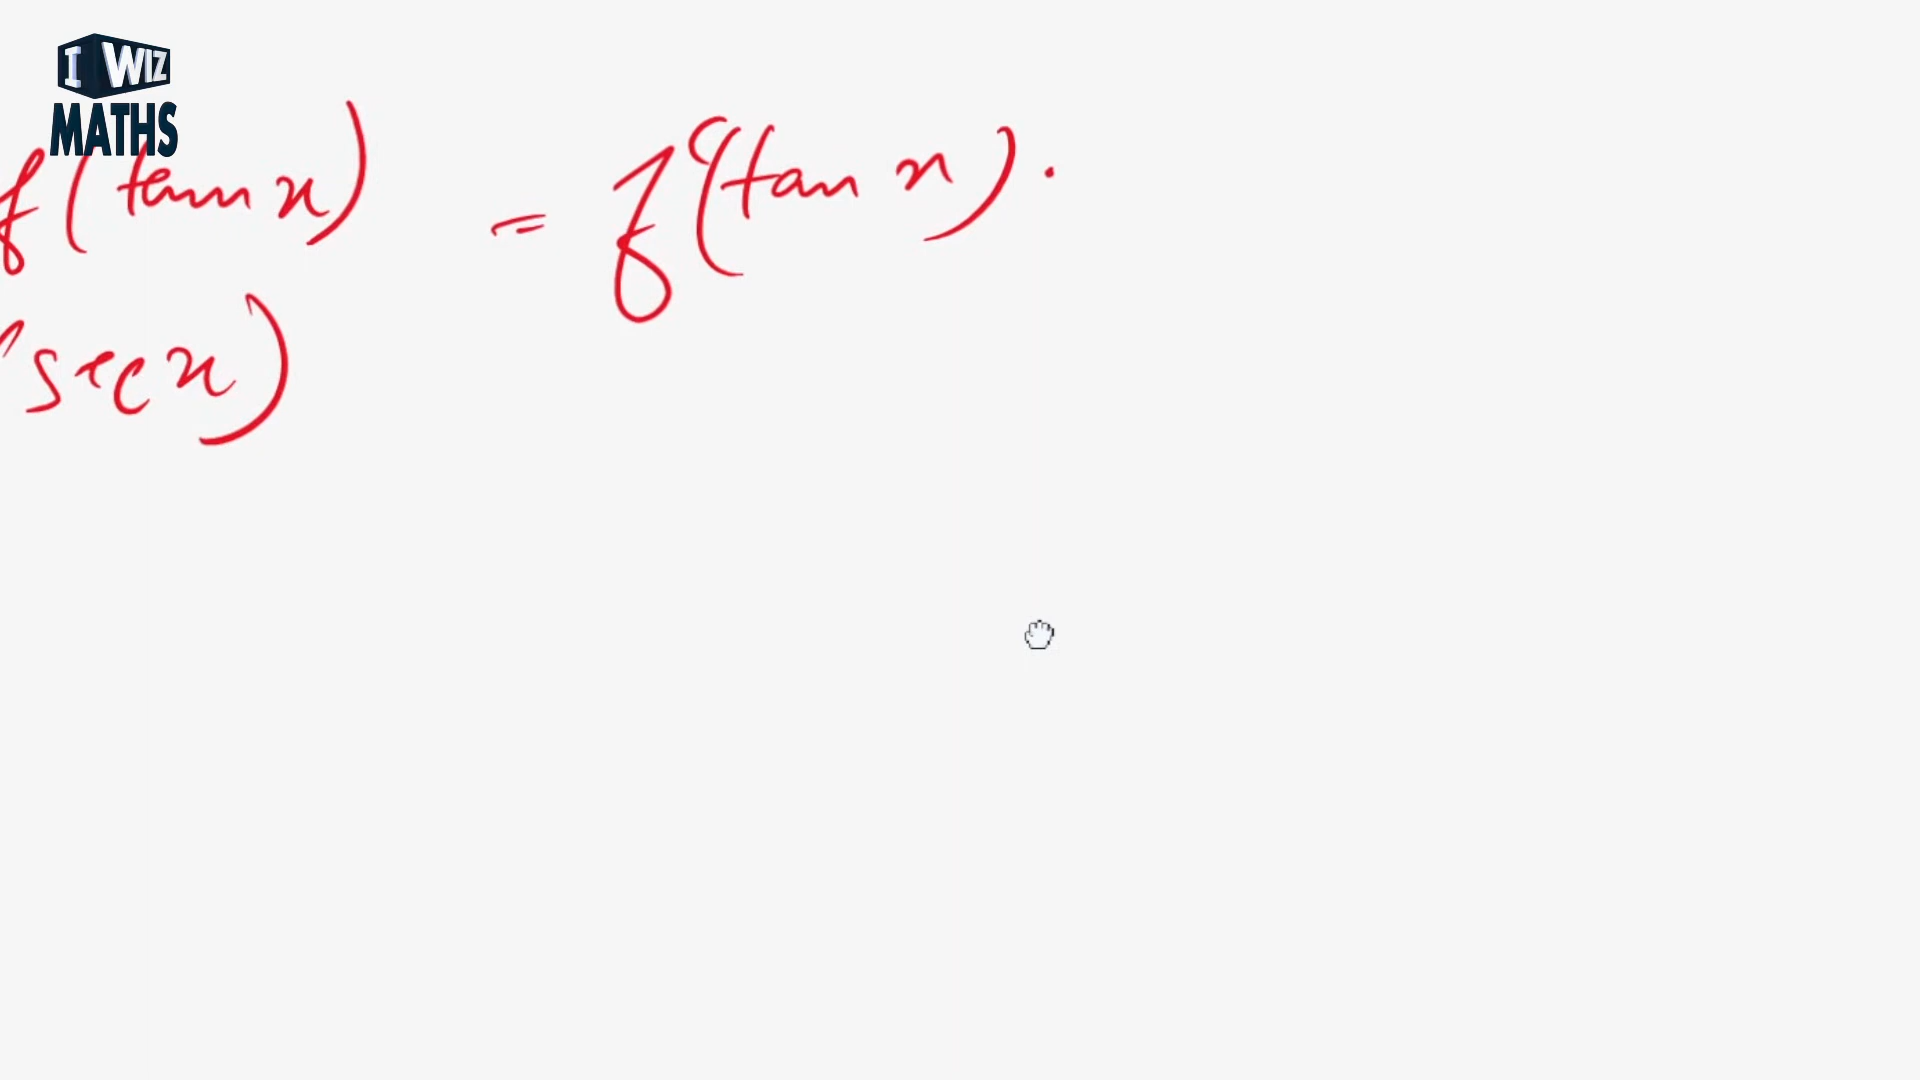 I WIZ
MATHS
f(tan x) = f'(tan x).
sec x)